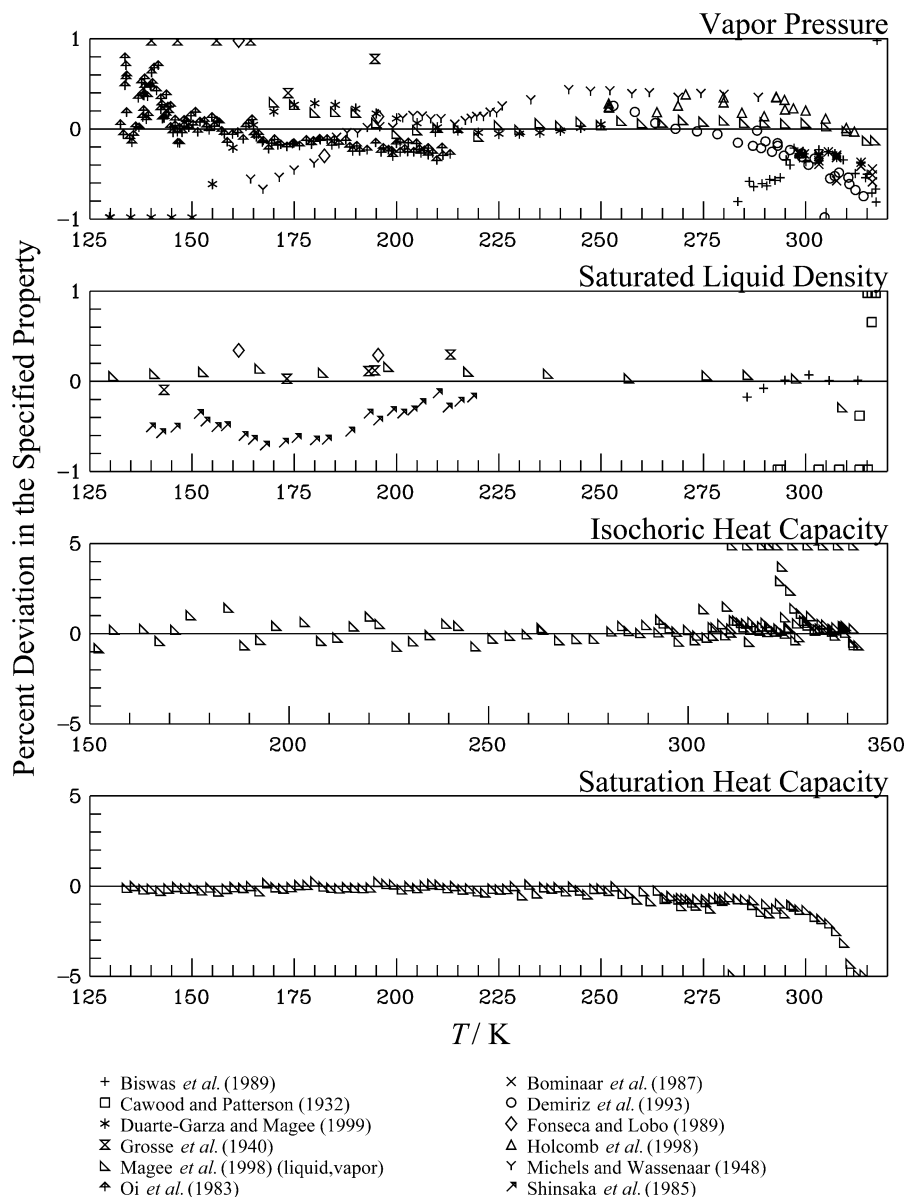 Vapor Pressure
1
0
−1
125 150 175 200 225 250 275 300
Saturated Liquid Density
1
0
−1
125 150 175 200 225 250 275 300
Isochoric Heat Capacity
5
0
−5
150 200 250 300 350
Saturation Heat Capacity
5
0
−5
125 150 175 200 225 250 275 300
Percent Deviation in the Specified Property
T / K
Biswas et al. (1989)
Cawood and Patterson (1932)
Duarte-Garza and Magee (1999)
Grosse et al. (1940)
Magee et al. (1998) (liquid,vapor)
Oi et al. (1983)
Bominaar et al. (1987)
Demiriz et al. (1993)
Fonseca and Lobo (1989)
Holcomb et al. (1998)
Michels and Wassenaar (1948)
Shinsaka et al. (1985)